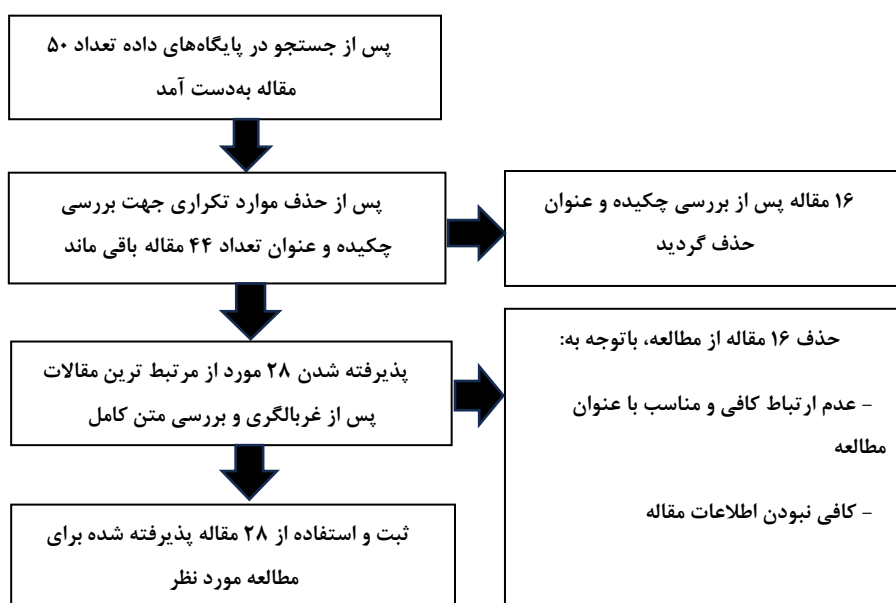 پس از جستجو در پایگاه‌های داده تعداد ۵۰
مقاله به‌دست آمد
پس از حذف موارد تکراری جهت بررسی
چکیده و عنوان تعداد ۴۴ مقاله باقی ماند
۱۶ مقاله پس از بررسی چکیده و عنوان
حذف گردید
پذیرفته شدن ۲۸ مورد از مرتبط ترین مقالات
پس از غربالگری و بررسی متن کامل
حذف ۱۶ مقاله از مطالعه، باتوجه به:
- عدم ارتباط کافی و مناسب با عنوان
مطالعه
- کافی نبودن اطلاعات مقاله
ثبت و استفاده از ۲۸ مقاله پذیرفته شده برای
مطالعه مورد نظر